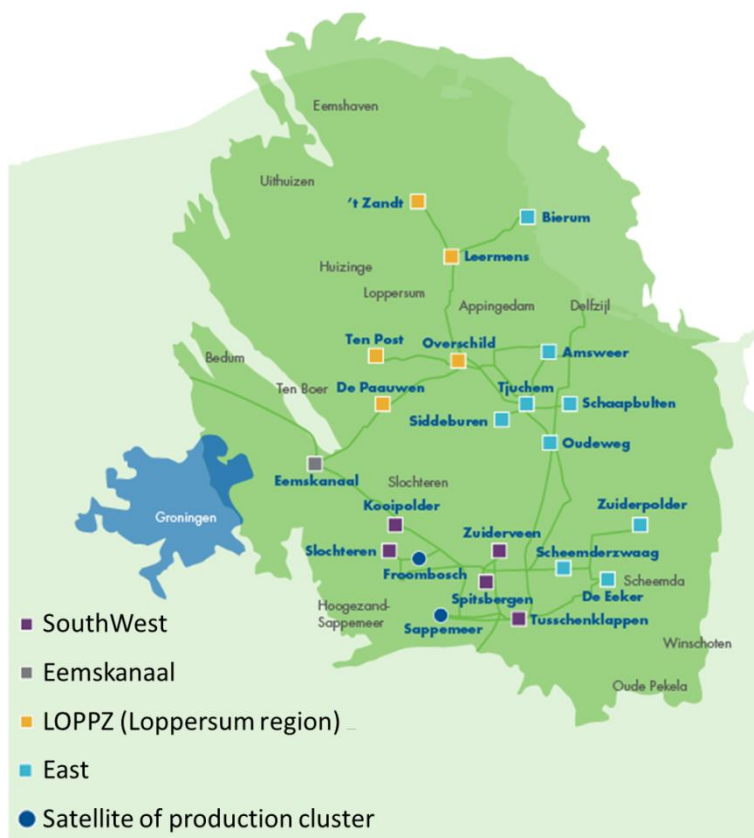 Eemshaven
Uithuizen
't Zandt
Bierum
Leermens
Huizinge
Loppersum
Appingedam
Delfzijl
Ten Post
Overschild
Amsweer
Bedum
Ten Boer
De Paauwen
Tjuchem
Schaapbulten
Siddeburen
Oudeweg
Eemskanaal
Slochteren
Kooipolder
Zuiderpolder
Groningen
Zuiderveen
Slochteren
Scheemderzwaag
Froombosch
Scheemda
Spitsbergen
De Eeker
Hoogezand-
Sappemeer
Sappemeer
Tusschenklappen
Winschoten
Oude Pekela
SouthWest
Eemskanaal
LOPPZ (Loppersum region)
East
Satellite of production cluster